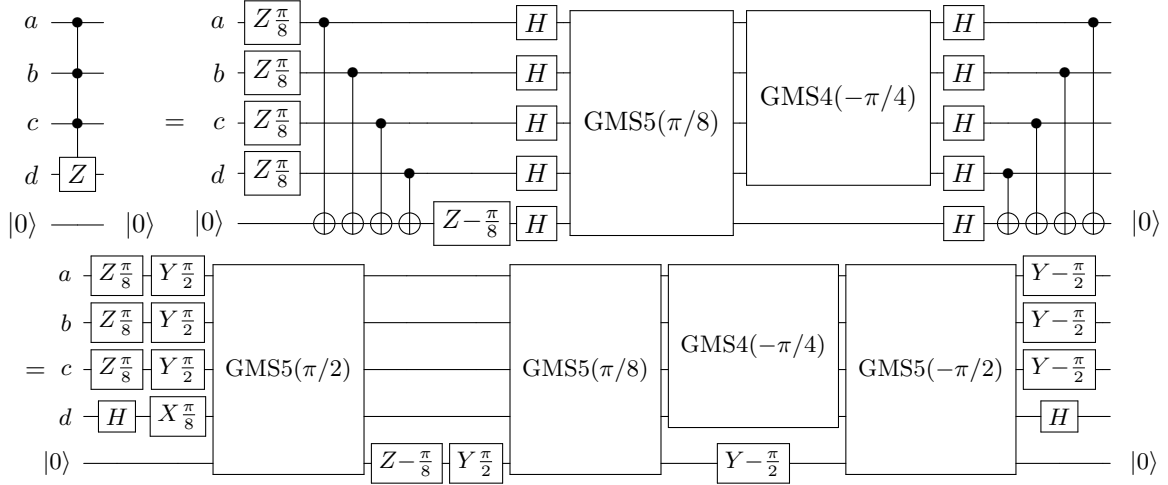 a Z π/8 H
b Z π/8 H
c = c Z π/8 H GMS5(π/8) GMS4(−π/4) H
d Z d Z π/8 H H
|0⟩ |0⟩ |0⟩ Z −π/8 H H |0⟩
a Z π/8 Y π/2 Y −π/2
b Z π/8 Y π/2 Y −π/2
= c Z π/8 Y π/2 GMS5(π/2) GMS5(π/8) GMS4(−π/4) GMS5(−π/2) Y −π/2
d H X π/8 H
|0⟩ Z −π/8 Y π/2 Y −π/2 |0⟩